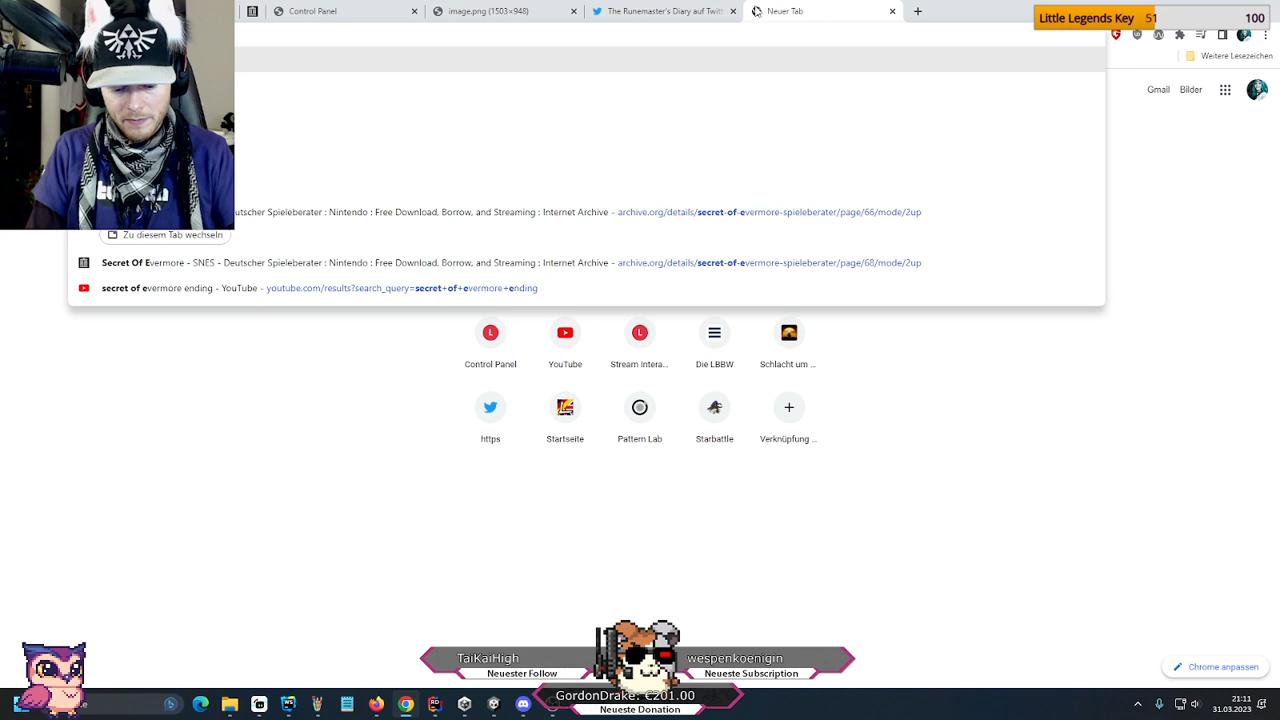 Control Panel
image.png (1503×948)
The Runemaster's Diary auf Twitt
Neuer Tab
Little Legends Key 51 100
Weitere Lesezeichen
Gmail Bilder
utscher Spieleberater : Nintendo : Free Download, Borrow, and Streaming : Internet Archive - archive.org/details/secret-of-evermore-spieleberater/page/66/mode/2up
Zu diesem Tab wechseln
Secret Of Evermore - SNES - Deutscher Spieleberater : Nintendo : Free Download, Borrow, and Streaming : Internet Archive - archive.org/details/secret-of-evermore-spieleberater/page/68/mode/2up
secret of evermore ending - YouTube - youtube.com/results?search_query=secret+of+evermore+ending
Control Panel
YouTube
Stream Intera...
Die LBBW
Schlacht um ...
https
Startseite
Pattern Lab
Starbattle
Verknüpfung ...
TaiKaiHigh
Neuester Follow
wespenkoenigin
Neueste Subscription
Chrome anpassen
GordonDrake: €201.00
Neueste Donation
21:11
31.03.2023